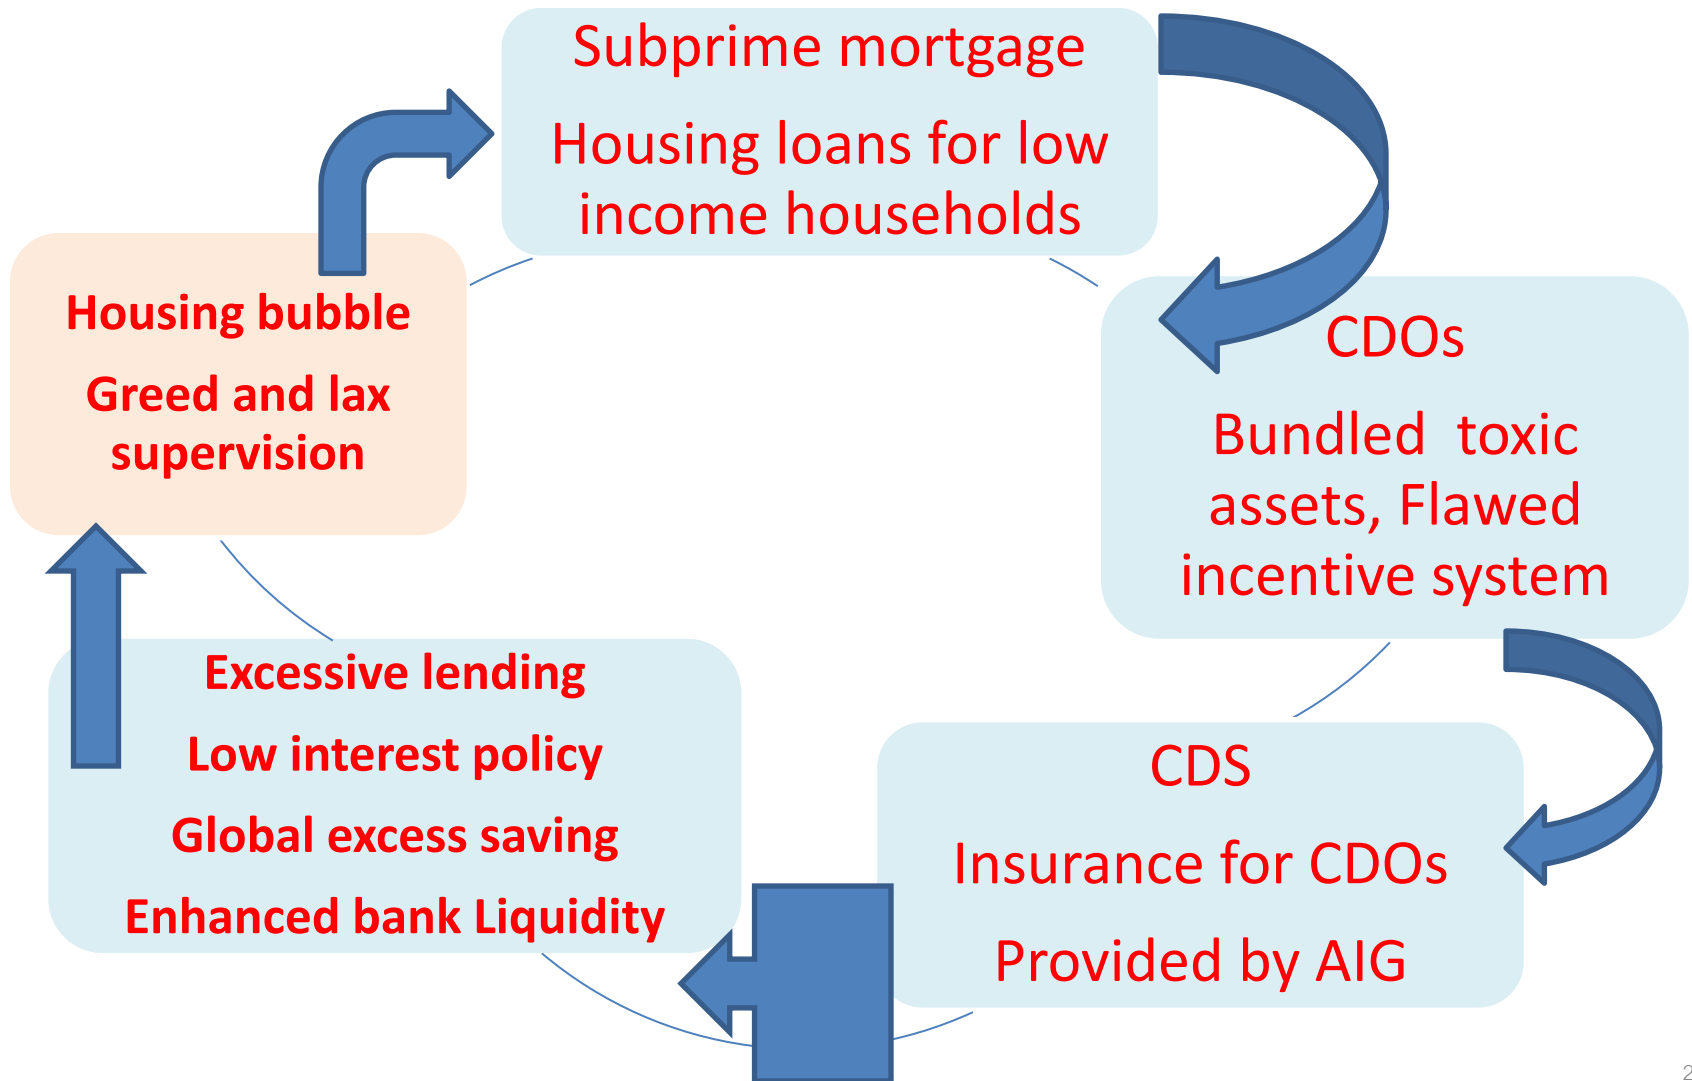 Subprime mortgage
Housing loans for low
income households
Housing bubble
Greed and lax
supervision
CDOs
Bundled  toxic
assets, Flawed
incentive system
Excessive lending
Low interest policy
Global excess saving
Enhanced bank Liquidity
CDS
Insurance for CDOs
Provided by AIG
2